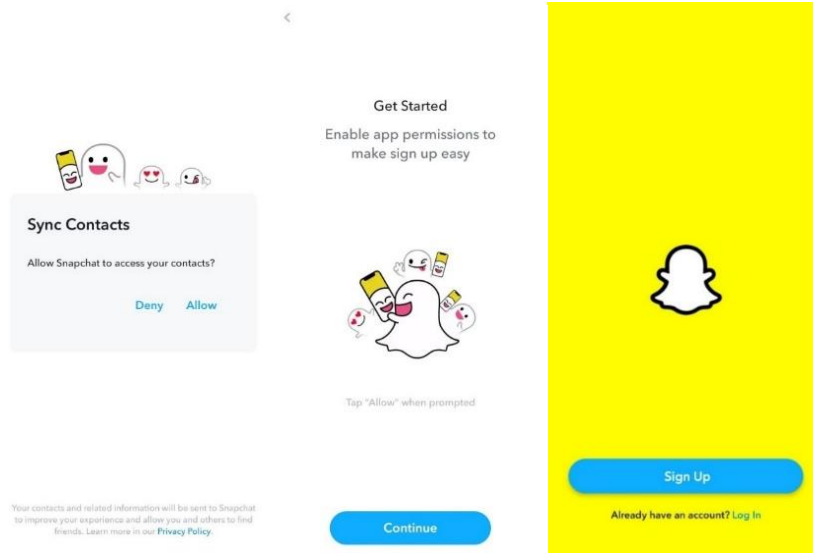 Sync Contacts
Allow Snapchat to access your contacts?
Deny Allow
Your contacts and related information will be sent to Snapchat
to improve your experience and allow you and others to find
friends. Learn more in our Privacy Policy.
Get Started
Enable app permissions to
make sign up easy
Tap "Allow" when prompted
Continue
Sign Up
Already have an account? Log In